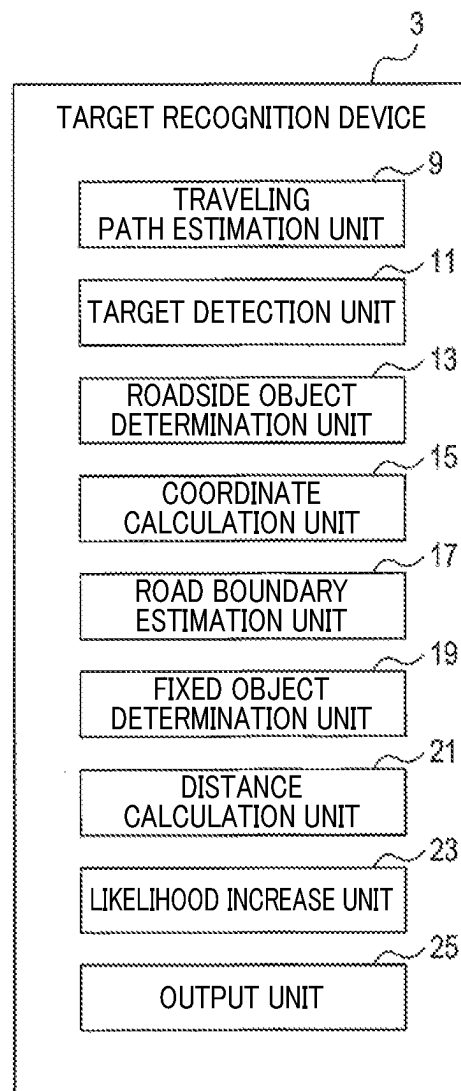 3
TARGET RECOGNITION DEVICE
9
TRAVELING
PATH ESTIMATION UNIT
11
TARGET DETECTION UNIT
13
ROADSIDE OBJECT
DETERMINATION UNIT
15
COORDINATE
CALCULATION UNIT
17
ROAD BOUNDARY
ESTIMATION UNIT
19
FIXED OBJECT
DETERMINATION UNIT
21
DISTANCE
CALCULATION UNIT
23
LIKELIHOOD INCREASE UNIT
25
OUTPUT UNIT